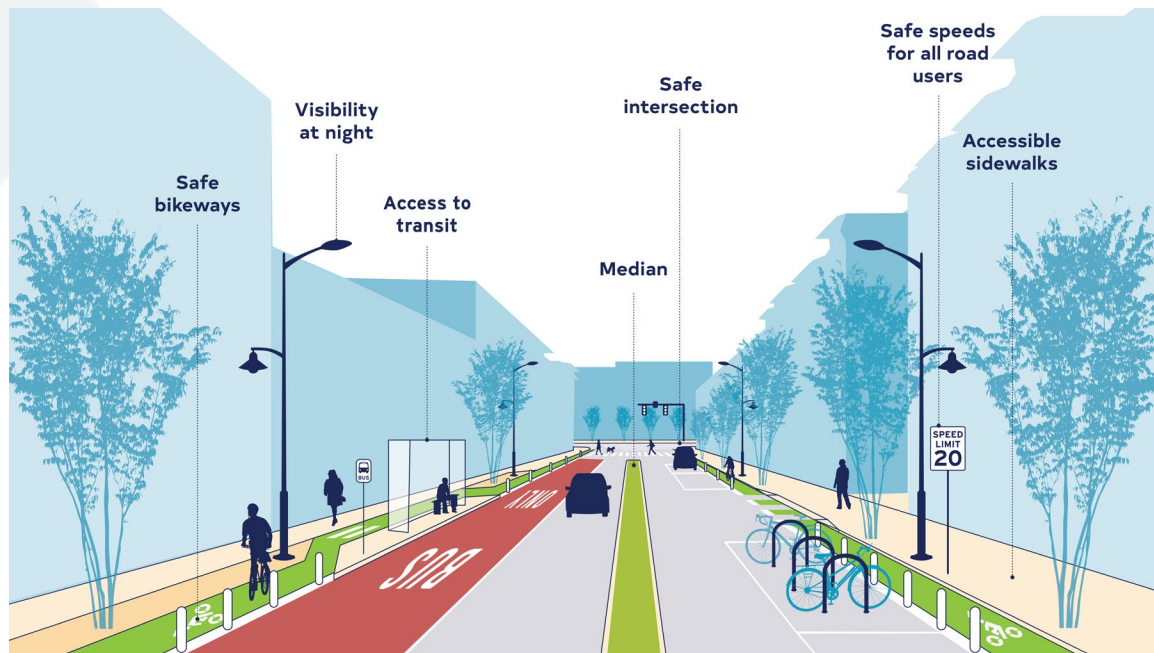 Safe speeds
for all road
users
Safe
intersection
Visibility
at night
Accessible
sidewalks
Safe
bikeways
Access to
transit
Median
SPEED
LIMIT
20
BUS
ONLY
BUS